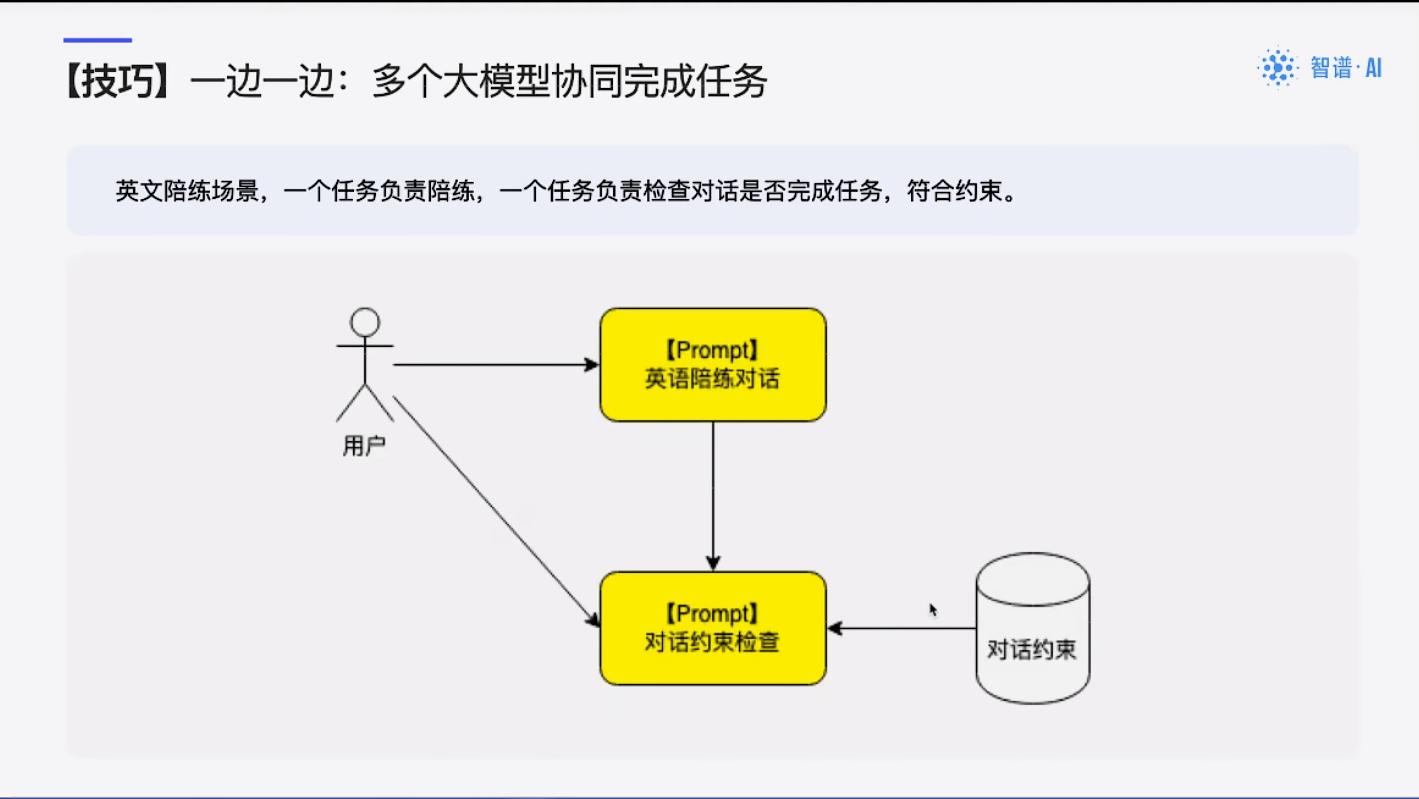 【技巧】一边一边：多个大模型协同完成任务
智谱·AI
英文陪练场景，一个任务负责陪练，一个任务负责检查对话是否完成任务，符合约束。
【Prompt】
英语陪练对话
用户
【Prompt】
对话约束检查
对话约束